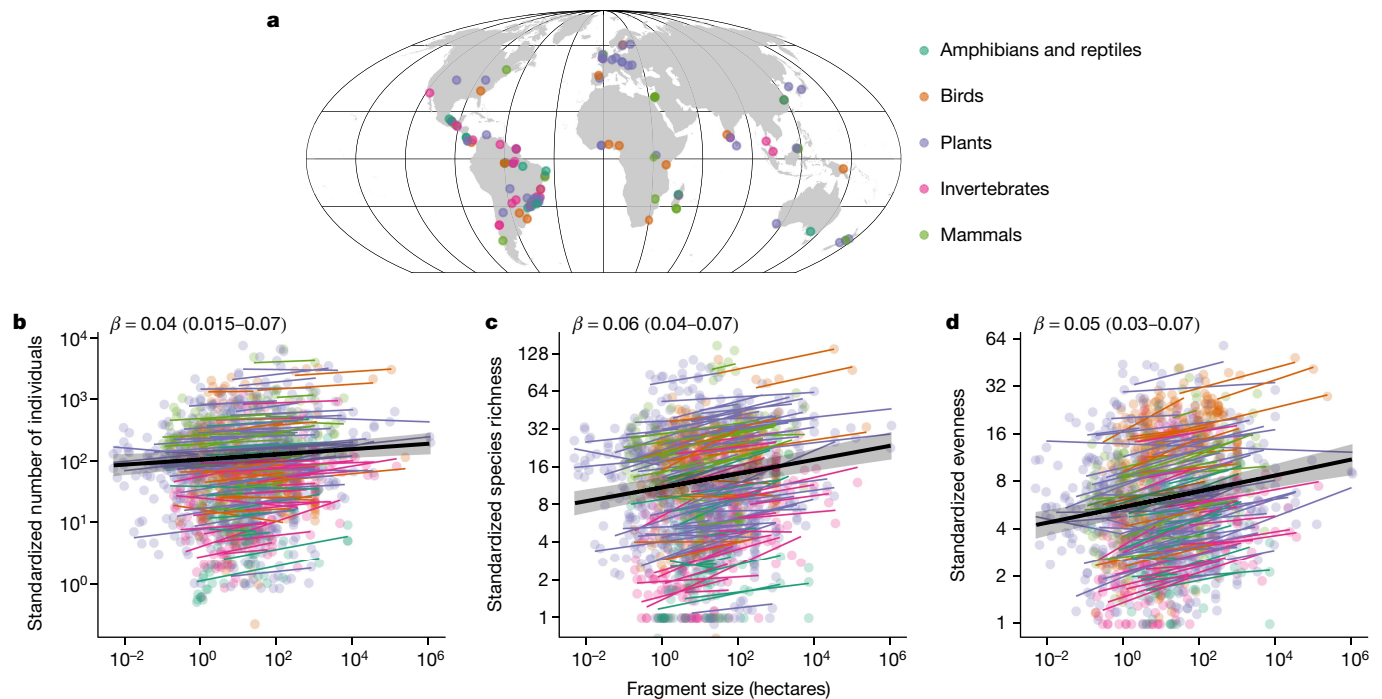 a
Amphibians and reptiles
Birds
Plants
Invertebrates
Mammals
b
β = 0.04 (0.015–0.07)
Standardized number of individuals
10⁴
10³
10²
10¹
10⁰
10⁻²
10⁰
10²
10⁴
10⁶
c
β = 0.06 (0.04–0.07)
Standardized species richness
128
64
32
16
8
4
2
1
10⁻²
10⁰
10²
10⁴
10⁶
Fragment size (hectares)
d
β = 0.05 (0.03–0.07)
Standardized evenness
64
32
16
8
4
2
1
10⁻²
10⁰
10²
10⁴
10⁶